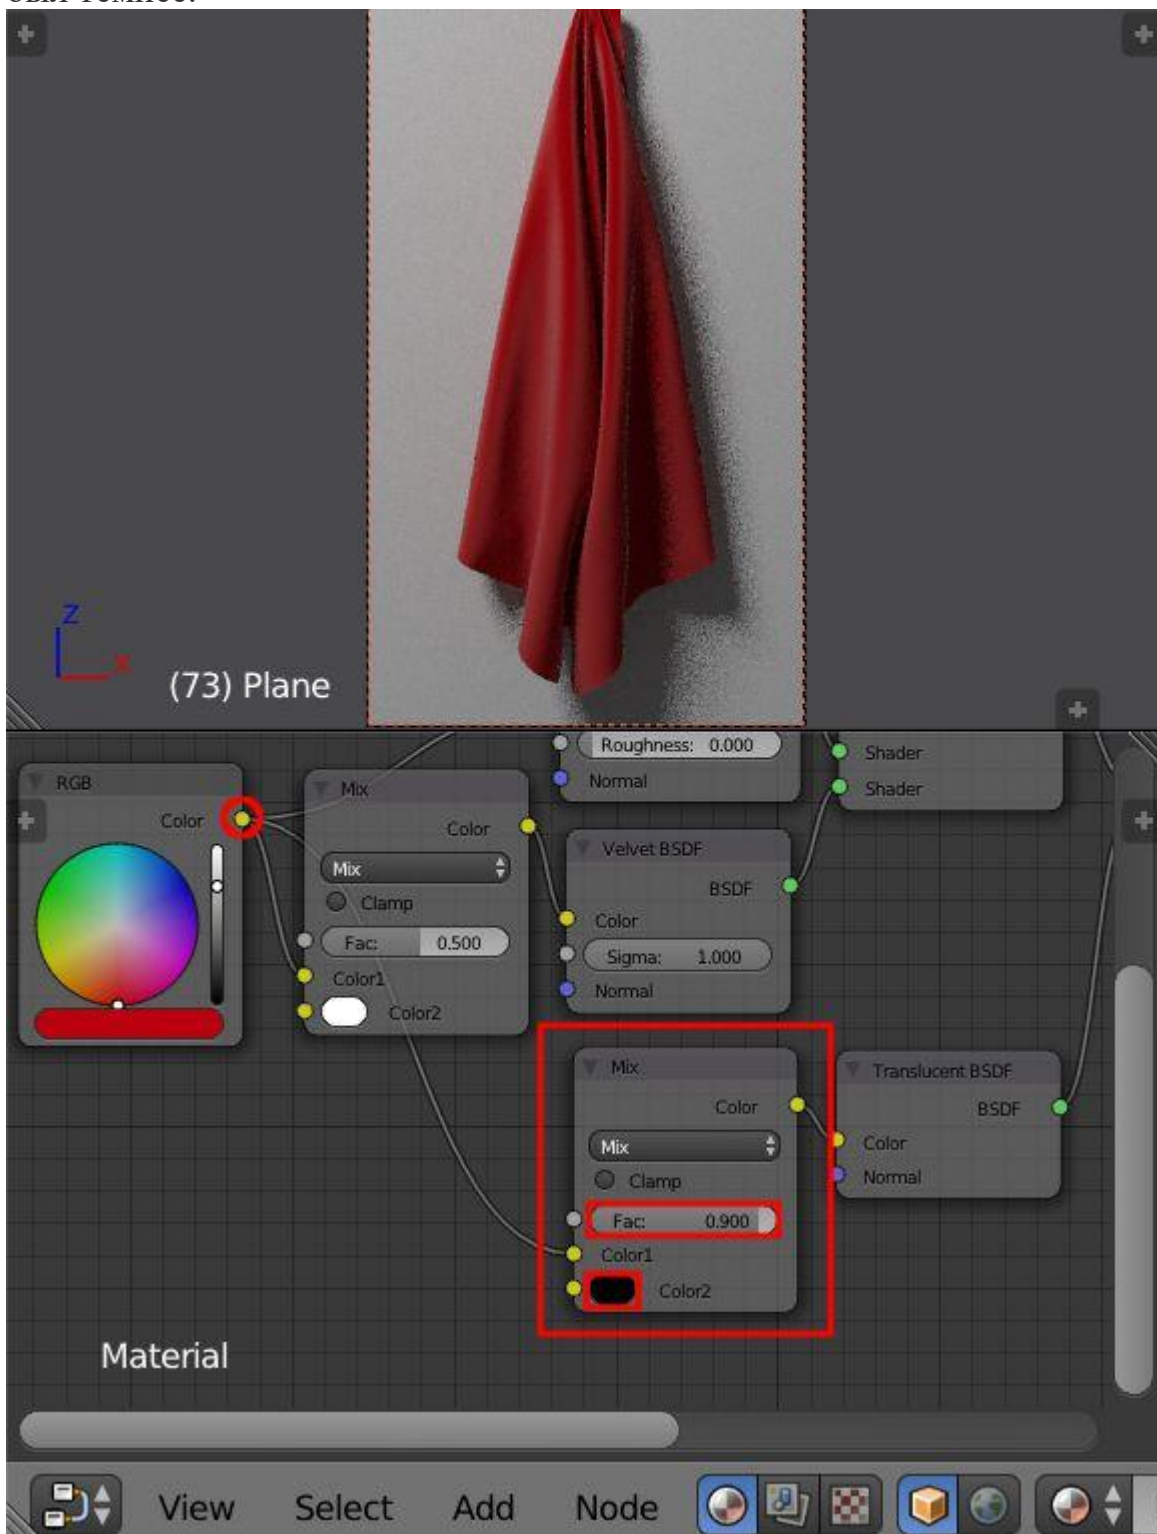 был темнее.
Z
X
(73) Plane
Roughness: 0.000
Normal
Shader
Shader
RGB
Color
Mix
Color
Mix
Clamp
Fac: 0.500
Color1
Color2
Velvet BSDF
BSDF
Color
Sigma: 1.000
Normal
Mix
Color
Mix
Clamp
Fac: 0.900
Color1
Color2
Translucent BSDF
BSDF
Color
Normal
Material
View Select Add Node